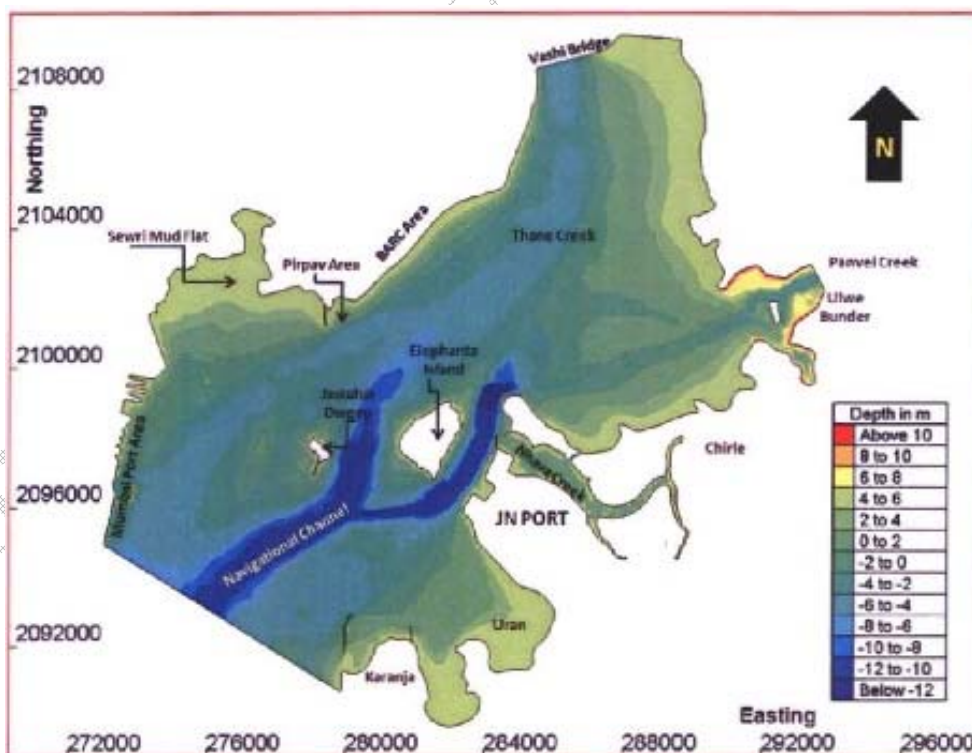 Vashi Bridge
2108000
Northing
N
2104000
Sewri Mud Flat
BARC Area
Thane Creek
Pirpav Area
Panvel Creek
Ulwe
Bunder
2100000
Elephanta
Island
Mumbai Port Area
Depth in m
Above 10
8 to 10
6 to 8
4 to 6
2 to 4
0 to 2
-2 to 0
-4 to -2
-6 to -4
-8 to -6
-10 to -8
-12 to -10
Below -12
Chirle
2096000
Creek
JN PORT
Navigational Channel
2092000
Uran
Karanja
Easting
272000 276000 280000 284000 288000 292000 296000